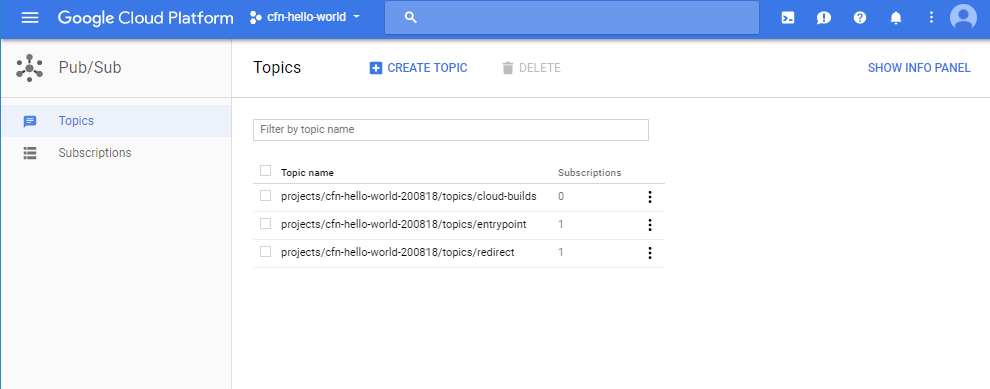 Google Cloud Platform cfn-hello-world
Pub/Sub
Topics CREATE TOPIC DELETE SHOW INFO PANEL
Topics
Subscriptions
Filter by topic name
Topic name Subscriptions
projects/cfn-hello-world-200818/topics/cloud-builds 0
projects/cfn-hello-world-200818/topics/entrypoint 1
projects/cfn-hello-world-200818/topics/redirect 1